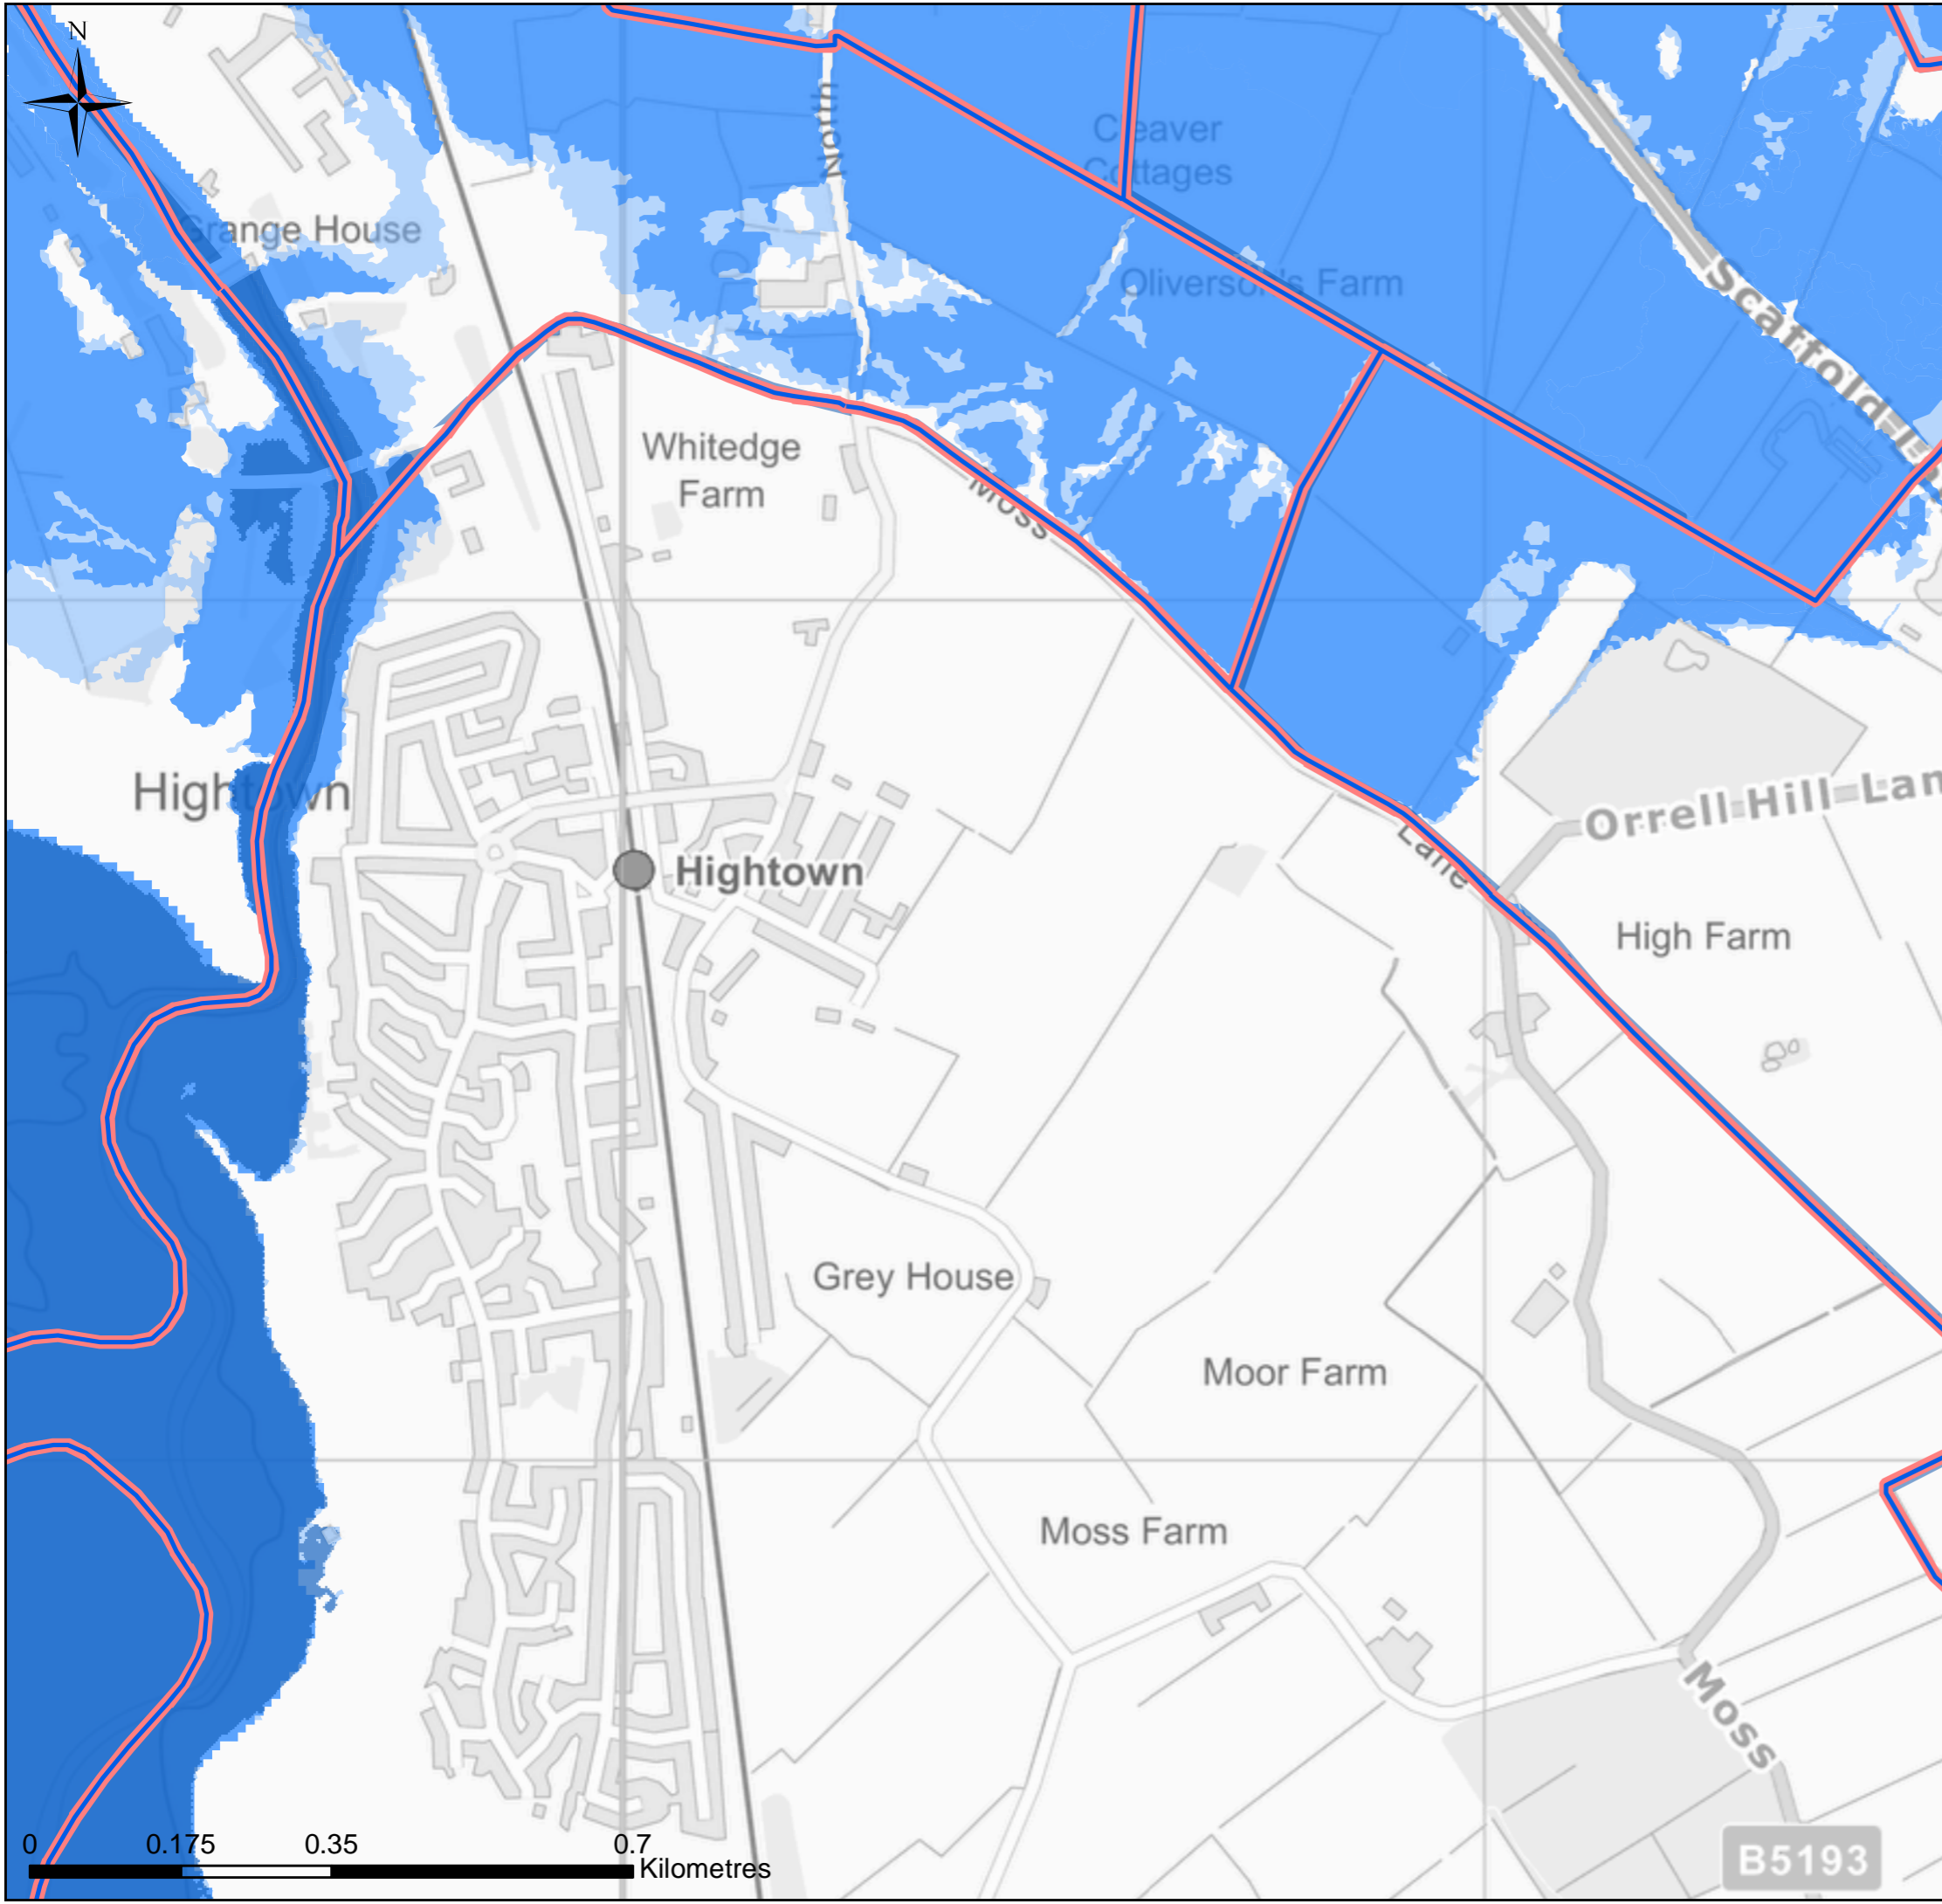 N
North
Cleaver
Cottages
Grange House
Oliverson's Farm
Scaffold L
Whitedge
Farm
Moss
Hightown
Orrell Hill Lan
Lane
Hightown
High Farm
Grey House
Moor Farm
Moss Farm
Moss
B5193
0 0.175 0.35 0.7
Kilometres